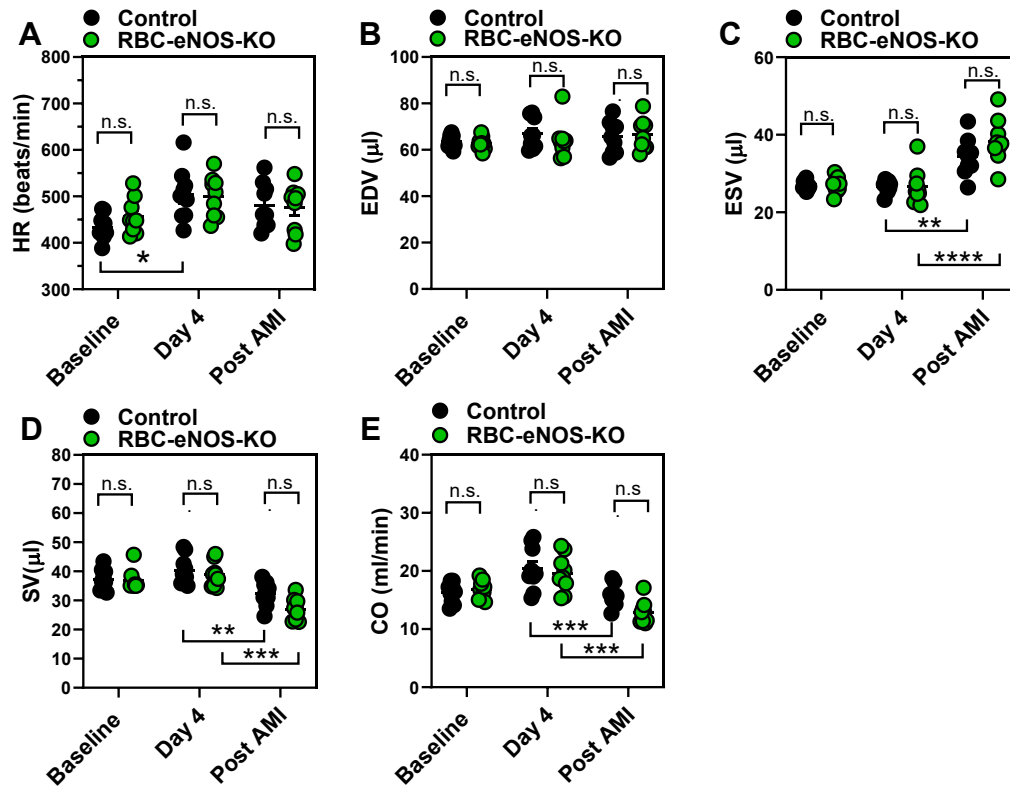 A
Control
RBC-eNOS-KO
HR (beats/min)
800
700
600
500
400
300
n.s.
n.s.
n.s.
*
Baseline
Day 4
Post AMI
B
Control
RBC-eNOS-KO
EDV (µl)
100
80
60
40
20
0
n.s.
n.s.
n.s
Baseline
Day 4
Post AMI
C
Control
RBC-eNOS-KO
ESV (µl)
60
40
20
0
n.s.
n.s.
n.s.
**
****
Baseline
Day 4
Post AMI
D
Control
RBC-eNOS-KO
SV(µl)
80
70
60
50
40
30
20
10
0
n.s.
n.s
n.s
**
***
Baseline
Day 4
Post AMI
E
Control
RBC-eNOS-KO
CO (ml/min)
40
30
20
10
0
n.s.
n.s
n.s
***
***
Baseline
Day 4
Post AMI